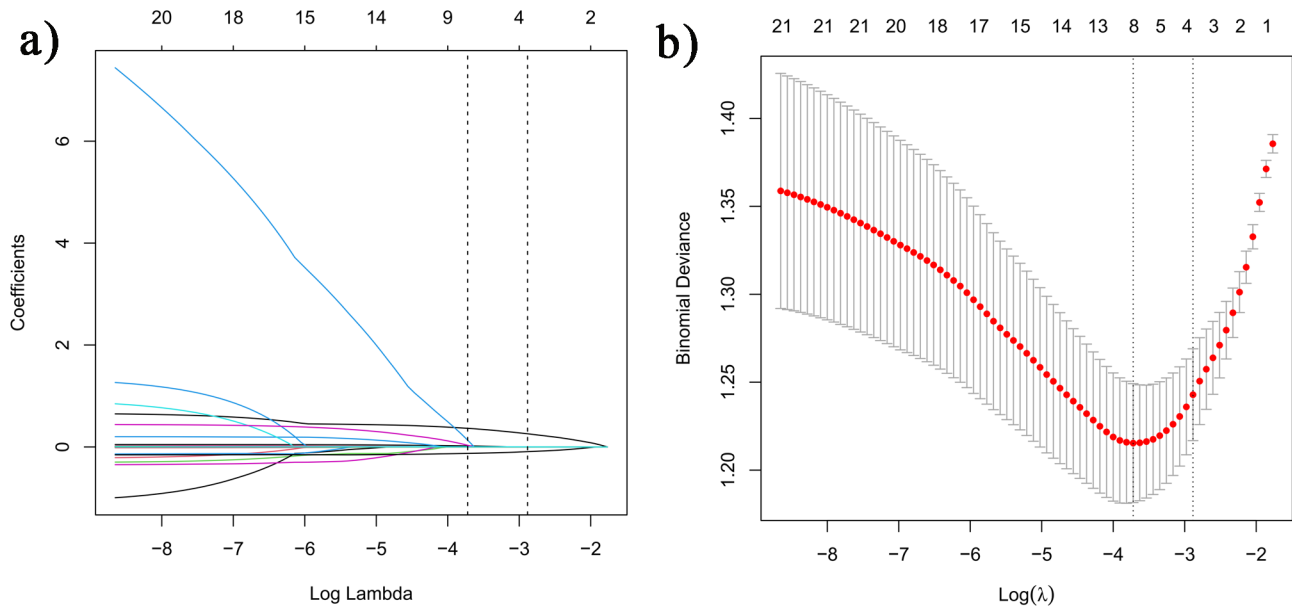 a)
20 18 15 14 9 4 2
Coefficients
6
4
2
0
−8 −7 −6 −5 −4 −3 −2
Log Lambda
b)
21 21 21 20 18 17 15 14 13 8 5 4 3 2 1
Binomial Deviance
1.40
1.35
1.30
1.25
1.20
−8 −7 −6 −5 −4 −3 −2
Log(λ)